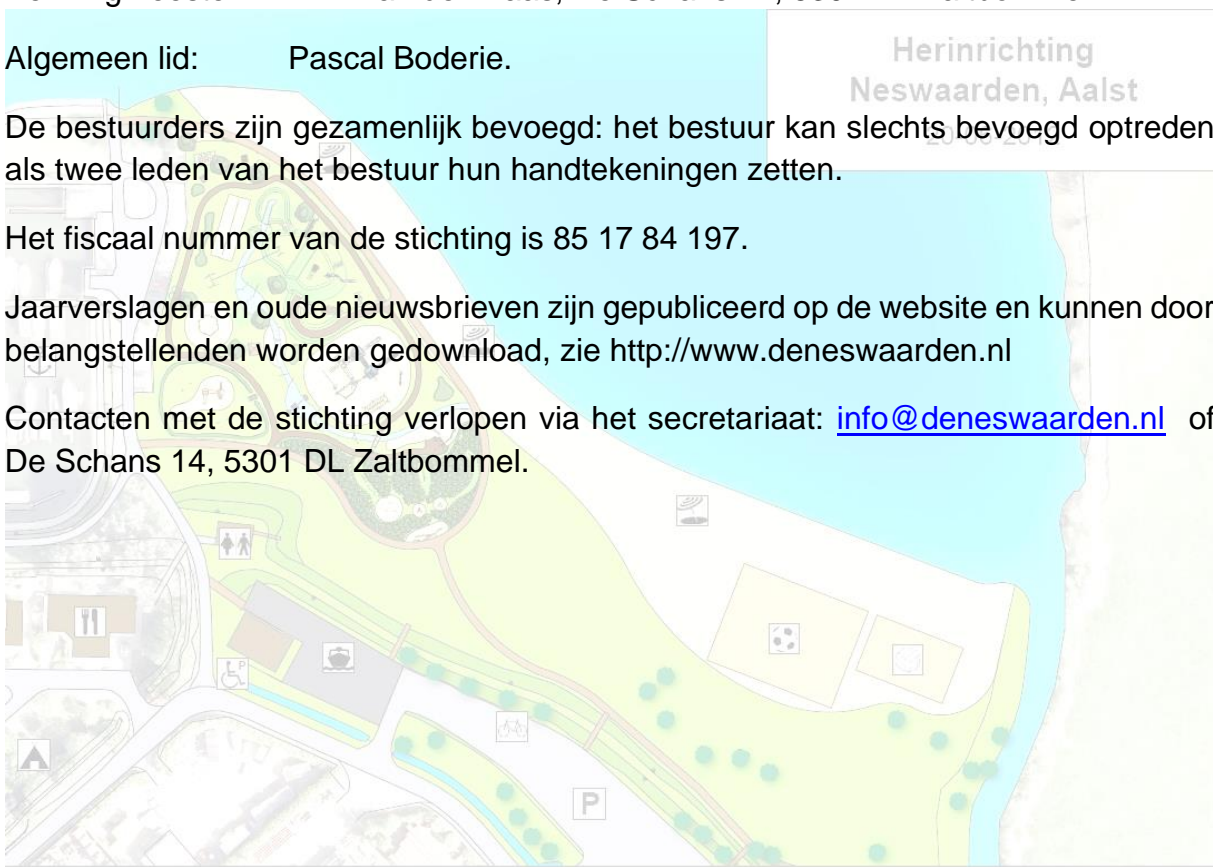 Algemeen lid: Pascal Boderie.
Herinrichting
Neswaarden, Aalst
De bestuurders zijn gezamenlijk bevoegd: het bestuur kan slechts bevoegd optreden
als twee leden van het bestuur hun handtekeningen zetten.
Het fiscaal nummer van de stichting is 85 17 84 197.
Jaarverslagen en oude nieuwsbrieven zijn gepubliceerd op de website en kunnen door
belangstellenden worden gedownload, zie http://www.deneswaarden.nl
Contacten met de stichting verlopen via het secretariaat: info@deneswaarden.nl of
De Schans 14, 5301 DL Zaltbommel.
P
P